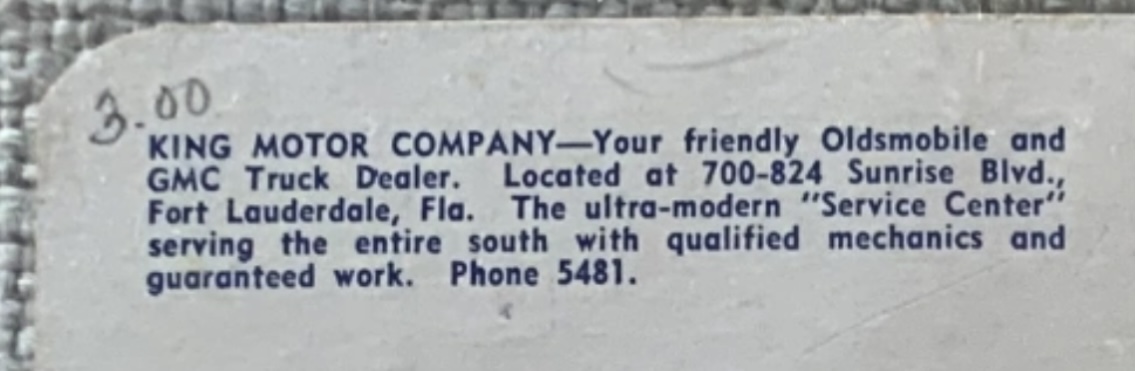 3.00
KING MOTOR COMPANY—Your friendly Oldsmobile and
GMC Truck Dealer. Located at 700-824 Sunrise Blvd.,
Fort Lauderdale, Fla. The ultra-modern "Service Center"
serving the entire south with qualified mechanics and
guaranteed work. Phone 5481.